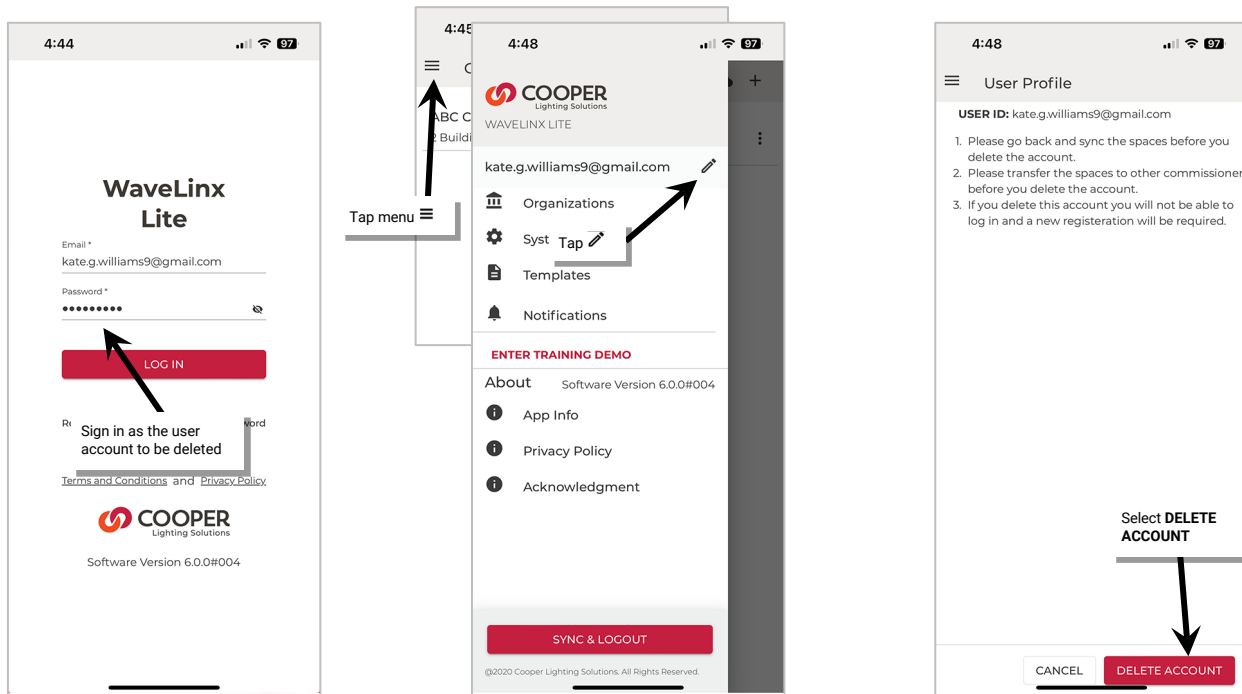 4:44
97
WaveLinx
Lite
Email *
kate.g.williams9@gmail.com
Password *
LOG IN
Sign in as the user
account to be deleted
Terms and Conditions and Privacy Policy
COOPER
Lighting Solutions
Software Version 6.0.0#004
4:45
ABC C
2 Buildi
Tap menu
4:48
97
COOPER
Lighting Solutions
WAVELINX LITE
kate.g.williams9@gmail.com
Organizations
Syst
Tap
Templates
Notifications
ENTER TRAINING DEMO
About Software Version 6.0.0#004
App Info
Privacy Policy
Acknowledgment
SYNC & LOGOUT
@2020 Cooper Lighting Solutions. All Rights Reserved.
4:48
97
User Profile
USER ID: kate.g.williams9@gmail.com
1. Please go back and sync the spaces before you
delete the account.
2. Please transfer the spaces to other commissioner
before you delete the account.
3. If you delete this account you will not be able to
log in and a new registeration will be required.
Select DELETE
ACCOUNT
CANCEL DELETE ACCOUNT